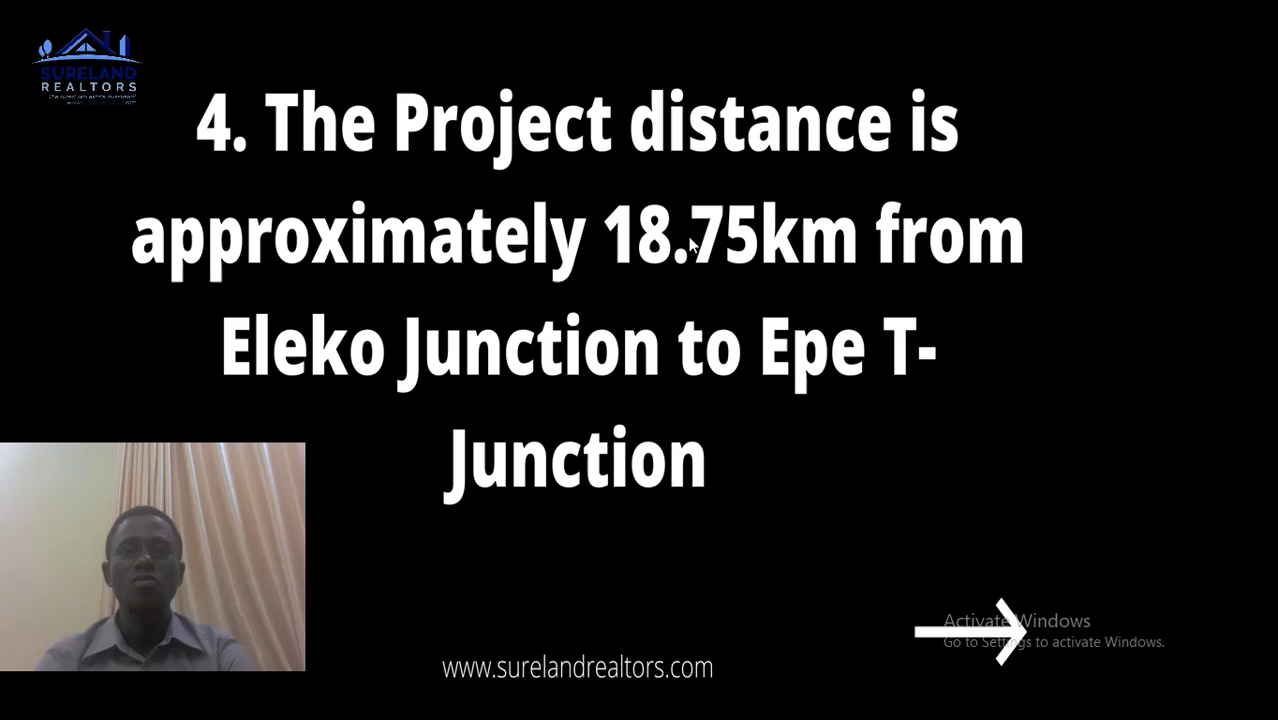 SURELAND
REALTORS
4. The Project distance is
approximately 18.75km from
Eleko Junction to Epe T-
Junction
Activate Windows
Go to Settings to activate Windows.
www.surelandrealtors.com